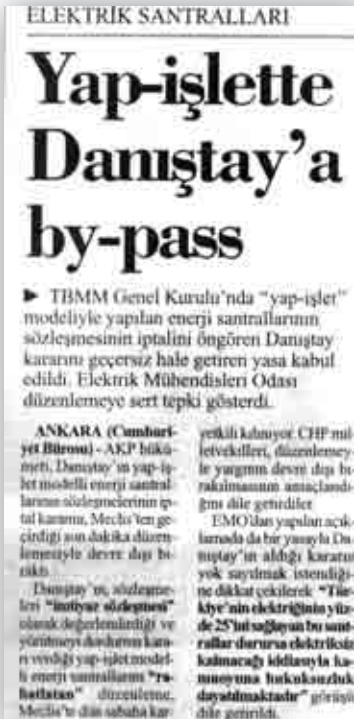 ELEKTRİK SANTRALLARI
Yap-işlette
Danıştay'a
by-pass
▶ TBMM Genel Kurulu'nda "yap-işlet"
modeliyle yapılan enerji santrallarının
sözleşmesinin iptalini öngören Danıştay
kararını geçersiz hale getiren yasa kabul
edildi. Elektrik Mühendisleri Odası
düzenlemeye sert tepki gösterdi.
ANKARA (Cumhuri-
yet Bürosu) - AKP hükü-
meti, Danıştay'ın yap-iş-
let modelli enerji santral-
larının sözleşmelerinin ip-
tal kararını, Meclis'ten ge-
çirdiği son dakika düzen-
lemesiyle devre dışı bı-
raktı.
Danıştay'ın, sözleşme-
leri "imtiyaz sözleşmesi"
olarak değerlendirdiği ve
yürütmeyi durdurma kara-
rı verdiği yap-işlet model-
li enerji santrallarını "ra-
hatlatan" düzenleme,
Meclis'te dün sabaha kar-
yetkili kılınıyor. CHP mil-
letvekilleri, düzenlemey-
le yargının devre dışı bı-
rakılmasının amaçlandı-
ğını dile getirdiler.
EMO'dan yapılan açık-
lamada da bir yasayla Da-
nıştay'ın aldığı kararın
yok sayılmak istendiği-
ne dikkat çekilerek "Tür-
kiye'nin elektriğinin yüz-
de 25'ini sağlayan bu sant-
rallar durursa elektriksiz
kalınacağı iddiasıyla ka-
muoyuna hukuksuzluk
dayatılmaktadır" görüşü
dile getirildi.